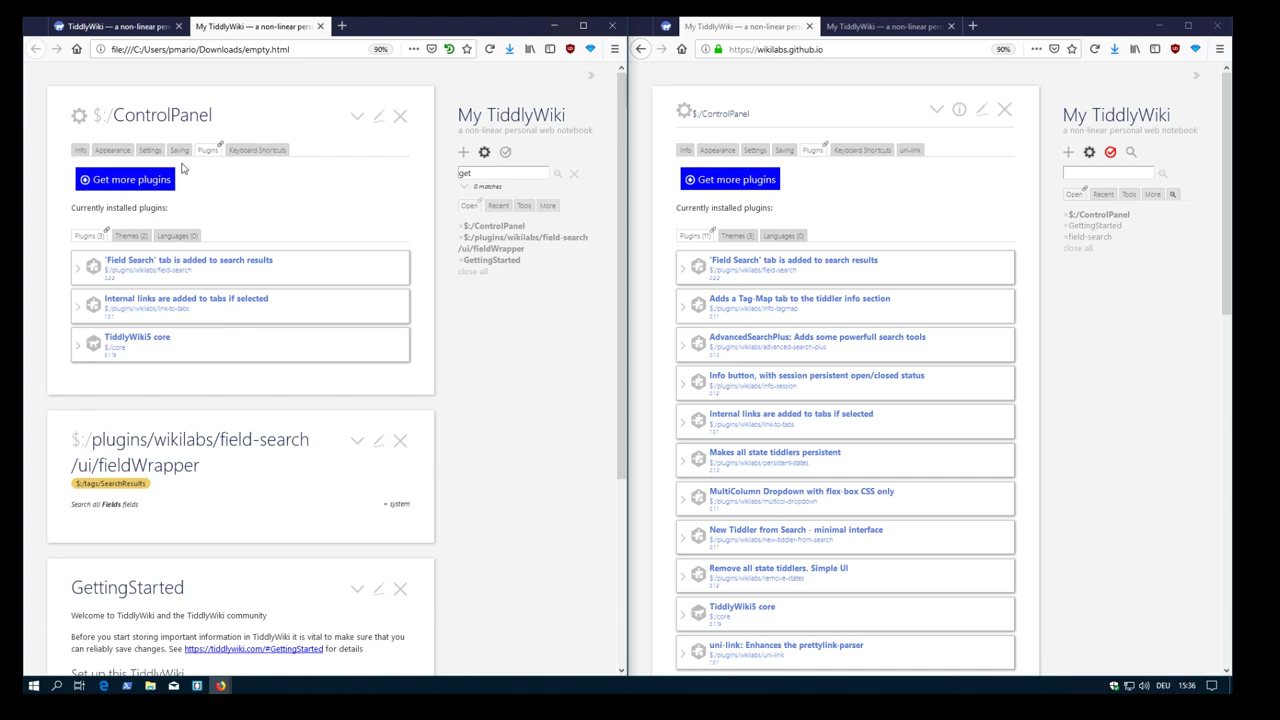 TiddlyWiki — a non-linear pers
My TiddlyWiki — a non-linear pe
file:///C:/Users/pmario/Downloads/empty.html
90%
$:/ControlPanel
Info
Appearance
Settings
Saving
Plugins
Keyboard Shortcuts
Get more plugins
Currently installed plugins:
Plugins (3)
Themes (2)
Languages (0)
'Field Search' tab is added to search results
$:/plugins/wikilabs/field-search
Internal links are added to tabs if selected
$:/plugins/wikilabs/link-to-tabs
1.0.1
TiddlyWiki5 core
$:/core
$:/plugins/wikilabs/field-search
/ui/fieldWrapper
$:/tags/SearchResults
Search all Fields fields
+ system
GettingStarted
Welcome to TiddlyWiki and the TiddlyWiki community
Before you start storing important information in TiddlyWiki it is vital to make sure that you
can reliably save changes. See https://tiddlywiki.com/#GettingStarted for details
Set up this TiddlyWiki
My TiddlyWiki
a non-linear personal web notebook
get
0 matches
Open
Recent
Tools
More
$:/ControlPanel
$:/plugins/wikilabs/field-search
/ui/fieldWrapper
GettingStarted
close all
My TiddlyWiki — a non-linear pe
My TiddlyWiki — a non-linear pe
https://wikilabs.github.io
90%
$:/ControlPanel
Info
Appearance
Settings
Saving
Plugins
Keyboard Shortcuts
uni-link
Get more plugins
Currently installed plugins:
Plugins (11)
Themes (3)
Languages (0)
'Field Search' tab is added to search results
$:/plugins/wikilabs/field-search
Adds a Tag-Map tab to the tiddler info section
$:/plugins/wikilabs/info-tagmap
AdvancedSearchPlus: Adds some powerfull search tools
$:/plugins/wikilabs/advanced-search-plus
Info button, with session persistent open/closed status
$:/plugins/wikilabs/info-session
Internal links are added to tabs if selected
$:/plugins/wikilabs/link-to-tabs
1.0.1
Makes all state tiddlers persistent
$:/plugins/wikilabs/persistent-states
MultiColumn Dropdown with flex-box CSS only
$:/plugins/wikilabs/multicol-dropdown
New Tiddler from Search - minimal interface
$:/plugins/wikilabs/new-tiddler-from-search
Remove all state tiddlers. Simple UI
$:/plugins/wikilabs/remove-states
TiddlyWiki5 core
$:/core
uni-link: Enhances the prettylink-parser
$:/plugins/wikilabs/uni-link
My TiddlyWiki
a non-linear personal web notebook
Open
Recent
Tools
More
$:/ControlPanel
GettingStarted
field-search
close all
DEU
15:36